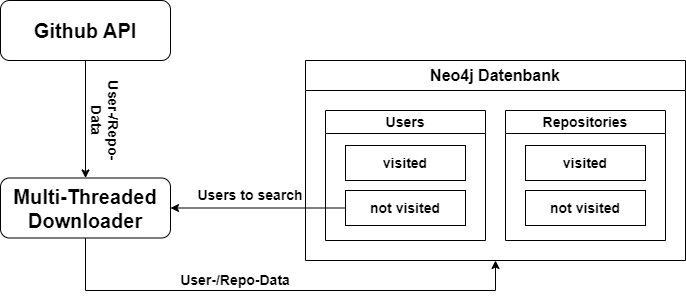 Github API
User-/Repo-
Data
Neo4j Datenbank
Users
Repositories
visited
visited
not visited
not visited
Users to search
Multi-Threaded
Downloader
User-/Repo-Data